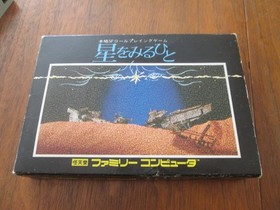 本格派ロールプレイングゲーム
星をみるひと
ファミリー コンピュータ